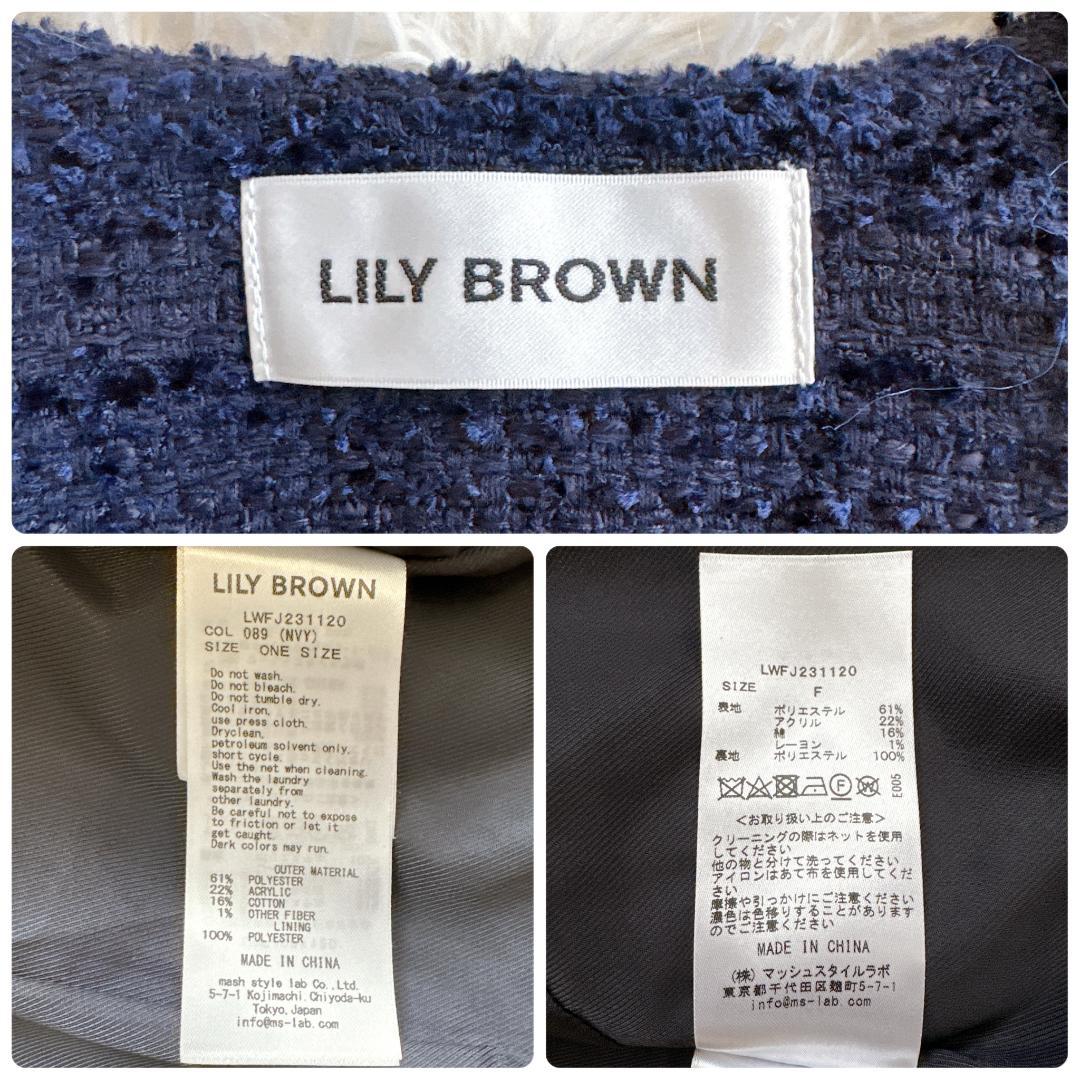 LILY BROWN
LILY BROWN
LWFJ231120
COL 089 (NVY)
SIZE ONE SIZE
Do not wash.
Do not bleach.
Do not tumble dry.
Cool iron,
use press cloth.
Dryclean,
petroleum solvent only,
short cycle.
Use the net when cleaning.
Wash the laundry
separately from
other laundry.
Be careful not to expose
to friction or let it
get caught.
Dark colors may run.
OUTER MATERIAL
61% POLYESTER
22% ACRYLIC
16% COTTON
1% OTHER FIBER
LINING
100% POLYESTER
MADE IN CHINA
mash style lab Co.,Ltd.
5-7-1 Kojimachi,Chiyoda-ku
Tokyo,Japan
info@ms-lab.com
LWFJ231120
SIZE F
表地 ポリエステル 61%
アクリル 22%
綿 16%
レーヨン 1%
裏地 ポリエステル 100%
F W E005
<お取り扱い上のご注意>
クリーニングの際はネットを使用
してください
他の物と分けて洗ってください
アイロンはあて布を使用してくだ
さい
摩擦や引っかけにご注意ください
濃色は色移りすることがあります
のでご注意ください
MADE IN CHINA
(株) マッシュスタイルラボ
東京都千代田区麹町5-7-1
info@ms-lab.com